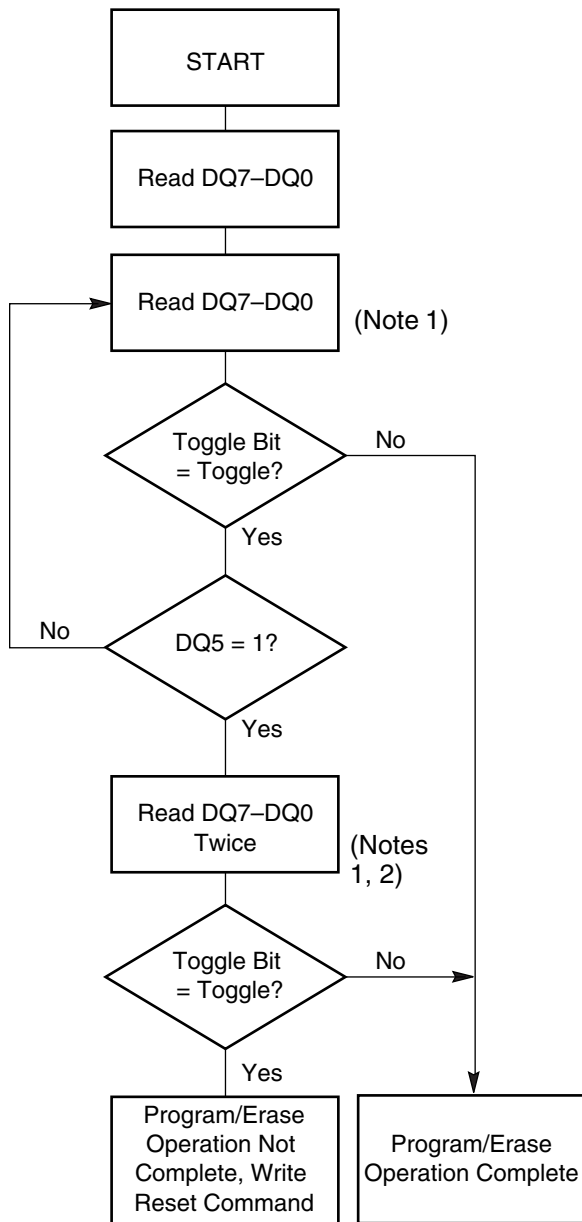 START
Read DQ7–DQ0
Read DQ7–DQ0
(Note 1)
Toggle Bit
= Toggle?
No
Yes
No
DQ5 = 1?
Yes
Read DQ7–DQ0
Twice
(Notes
1, 2)
Toggle Bit
= Toggle?
No
Yes
Program/Erase
Operation Not
Complete, Write
Reset Command
Program/Erase
Operation Complete